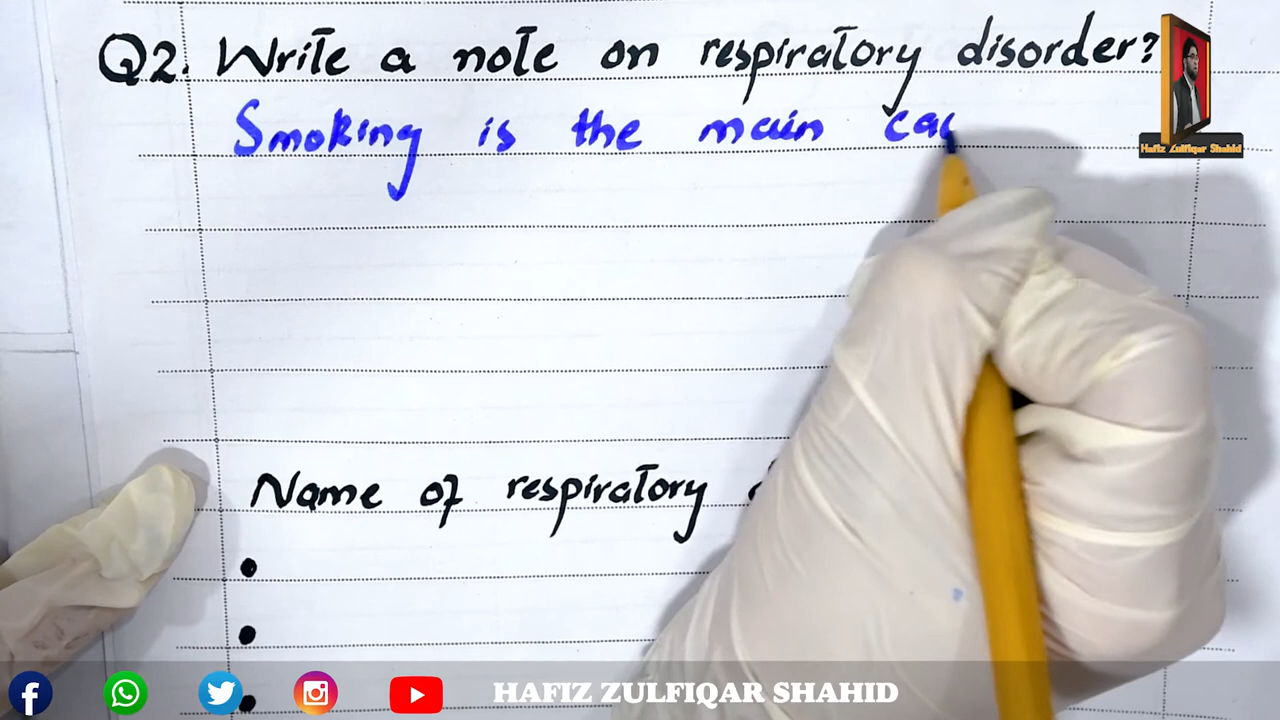 Q2. Write a note on respiratory disorder?
Smoking is the main cau
Name of respiratory
Hafiz Zulfiqar Shahid
HAFIZ ZULFIQAR SHAHID